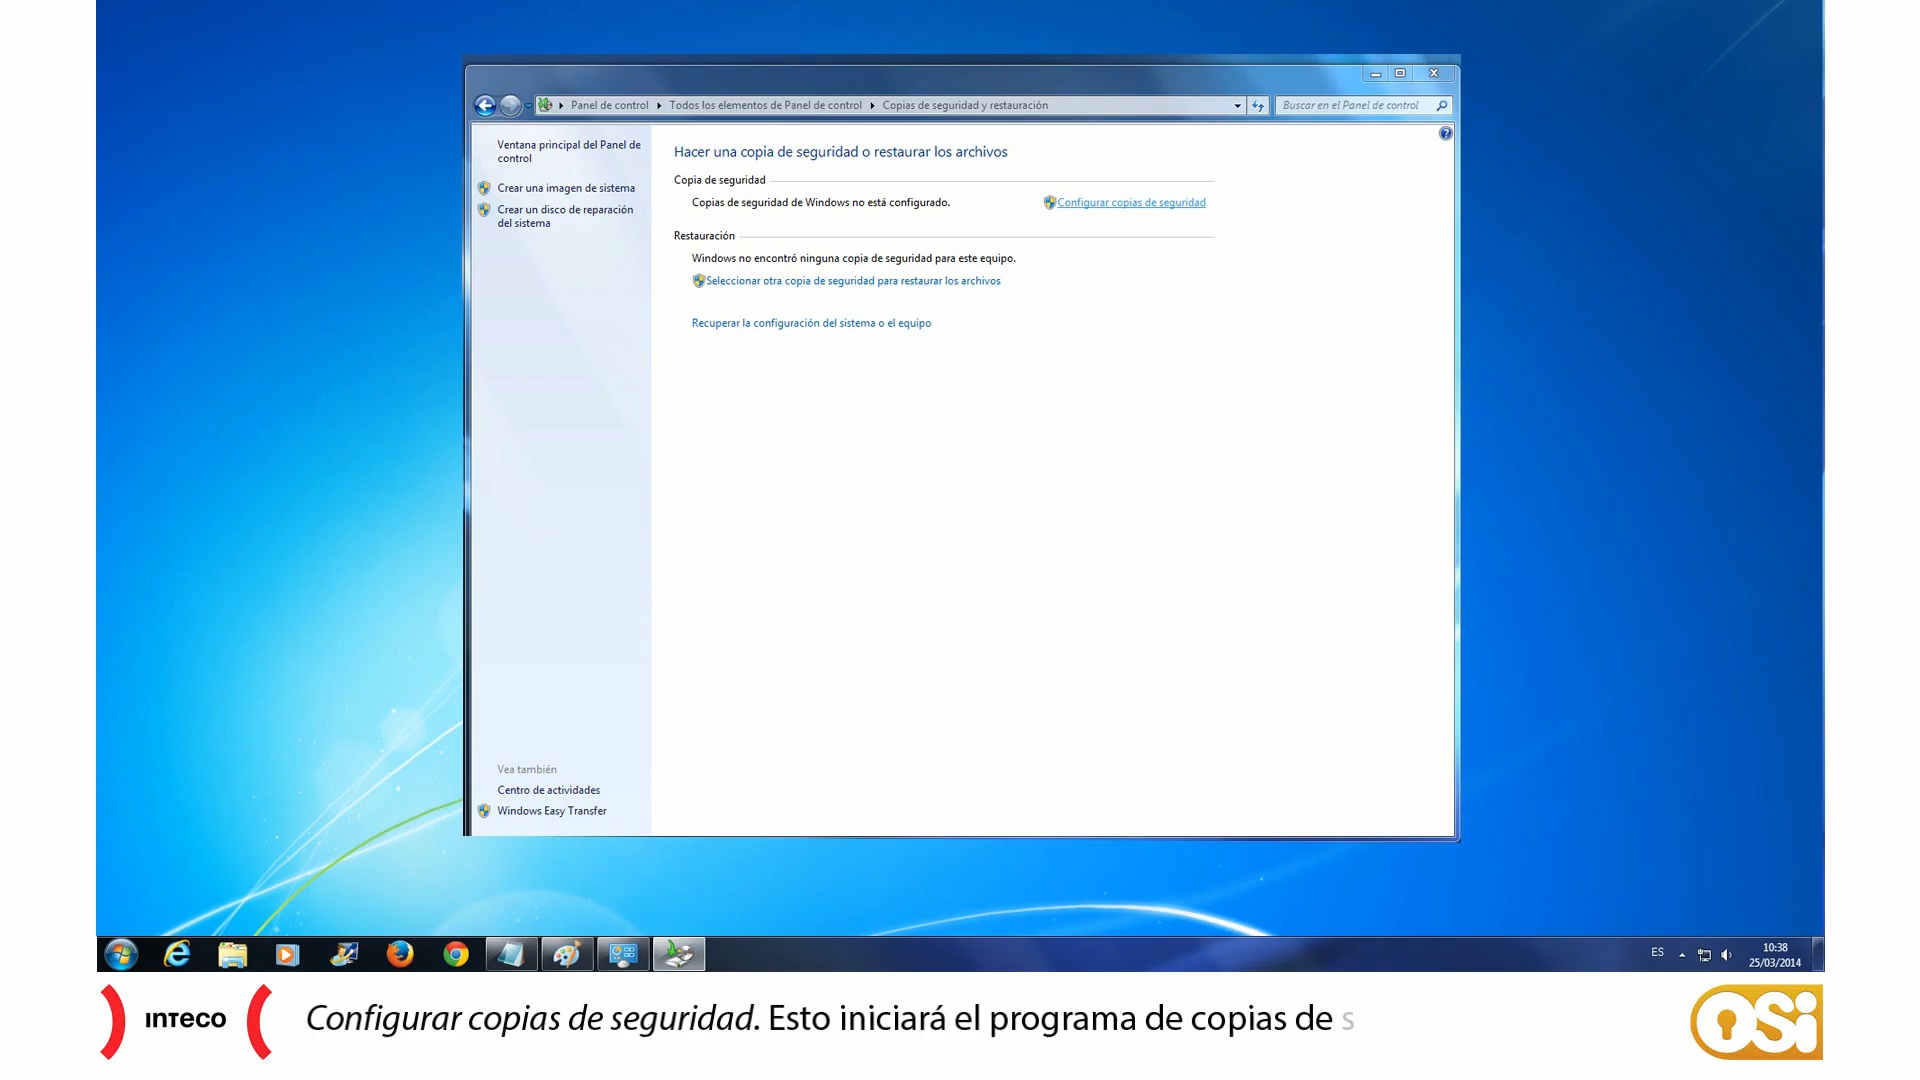 Panel de control
Todos los elementos de Panel de control
Copias de seguridad y restauración
Buscar en el Panel de control
Ventana principal del Panel de
control
Crear una imagen de sistema
Crear un disco de reparación
del sistema
Hacer una copia de seguridad o restaurar los archivos
Copia de seguridad
Copias de seguridad de Windows no está configurado.
Configurar copias de seguridad
Restauración
Windows no encontró ninguna copia de seguridad para este equipo.
Seleccionar otra copia de seguridad para restaurar los archivos
Recuperar la configuración del sistema o el equipo
Vea también
Centro de actividades
Windows Easy Transfer
ES
10:38
25/03/2014
INTECO
Configurar copias de seguridad. Esto iniciará el programa de copias de s
OSi